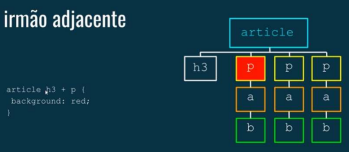 irmão adjacente
article
h3 p p p
article h3 + p {
a a a
background: red;
}
b b b